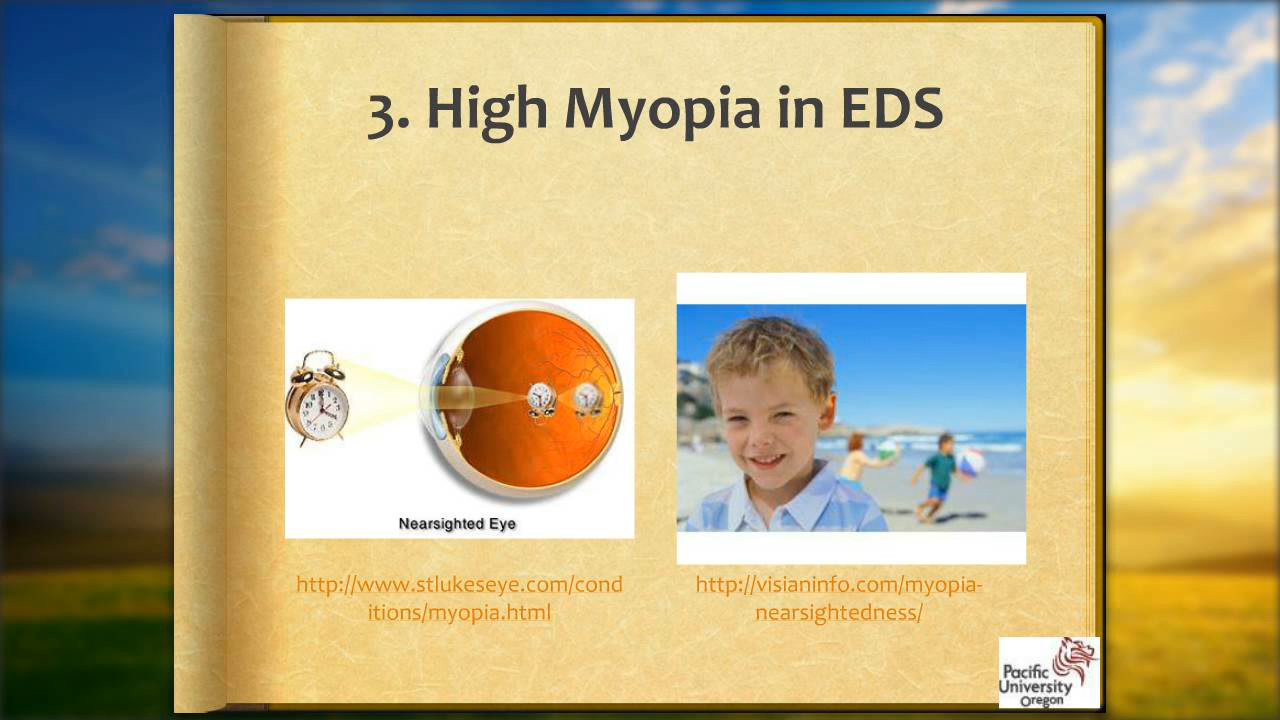 3. High Myopia in EDS
Nearsighted Eye
http://www.stlukeseye.com/cond
itions/myopia.html
http://visianinfo.com/myopia-
nearsightedness/
Pacific
University
Oregon